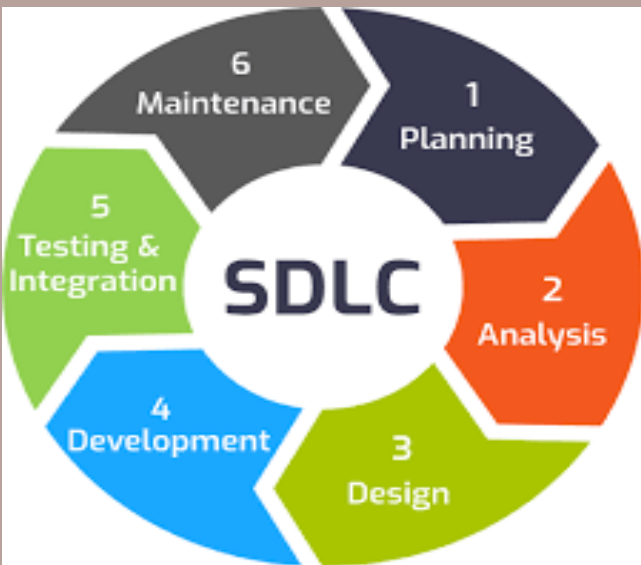 1
Planning
2
Analysis
3
Design
4
Development
5
Testing &
Integration
6
Maintenance
SDLC